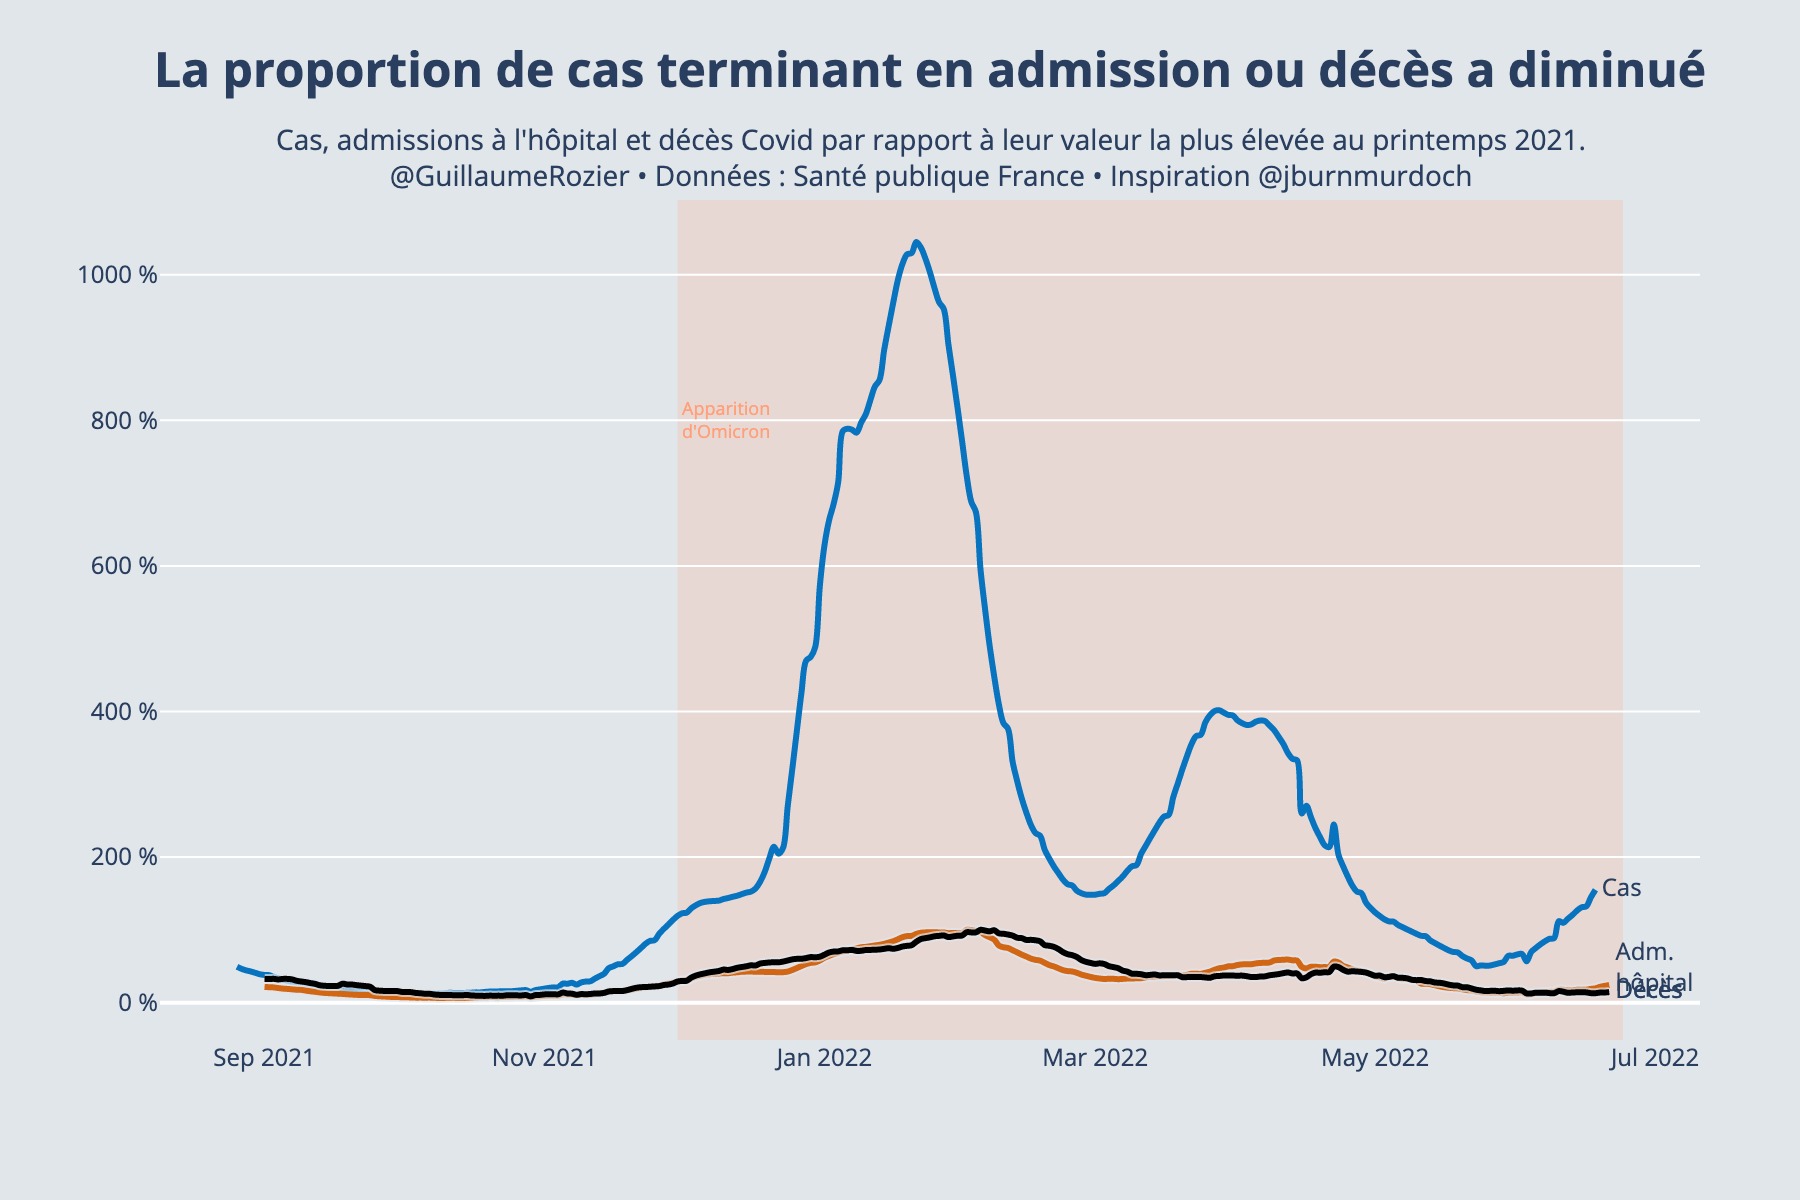 La proportion de cas terminant en admission ou décès a diminué
Cas, admissions à l'hôpital et décès Covid par rapport à leur valeur la plus élevée au printemps 2021.
@GuillaumeRozier • Données : Santé publique France • Inspiration @jburnmurdoch
1000 %
800 %
600 %
400 %
200 %
0 %
Apparition
d'Omicron
Cas
Adm.
hôpital
Décès
Sep 2021
Nov 2021
Jan 2022
Mar 2022
May 2022
Jul 2022